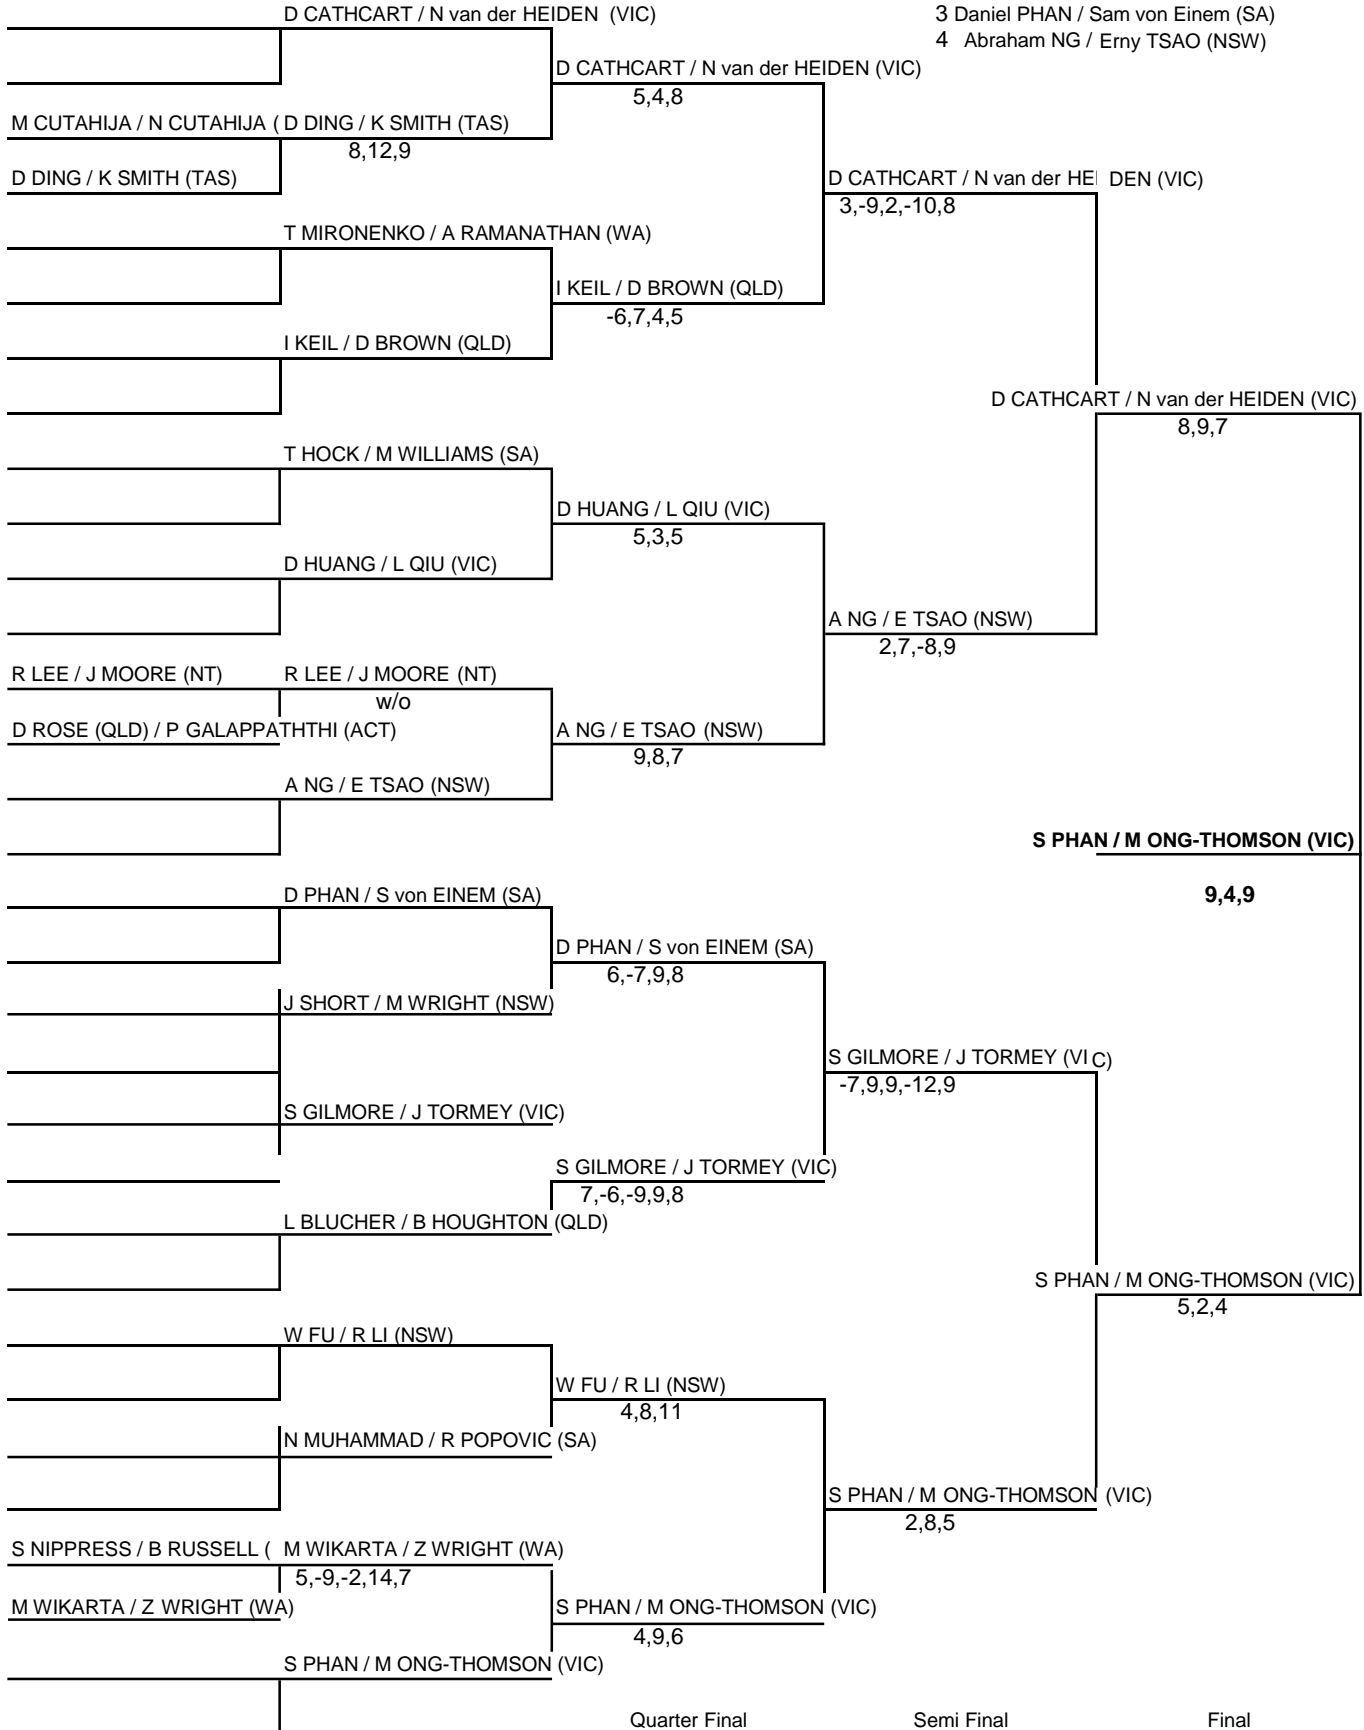 D CATHCART / N van der HEIDEN (VIC)
3 Daniel PHAN / Sam von Einem (SA)
4 Abraham NG / Erny TSAO (NSW)
D CATHCART / N van der HEIDEN (VIC)
5,4,8
M CUTAHIJA / N CUTAHIJA ( D DING / K SMITH (TAS)
8,12,9
D DING / K SMITH (TAS)
D CATHCART / N van der HEIDEN (VIC)
3,-9,2,-10,8
T MIRONENKO / A RAMANATHAN (WA)
I KEIL / D BROWN (QLD)
-6,7,4,5
I KEIL / D BROWN (QLD)
D CATHCART / N van der HEIDEN (VIC)
8,9,7
T HOCK / M WILLIAMS (SA)
D HUANG / L QIU (VIC)
5,3,5
D HUANG / L QIU (VIC)
A NG / E TSAO (NSW)
2,7,-8,9
R LEE / J MOORE (NT)
R LEE / J MOORE (NT)
w/o
D ROSE (QLD) / P GALAPPATHTHI (ACT)
A NG / E TSAO (NSW)
9,8,7
A NG / E TSAO (NSW)
S PHAN / M ONG-THOMSON (VIC)
9,4,9
D PHAN / S von EINEM (SA)
D PHAN / S von EINEM (SA)
6,-7,9,8
J SHORT / M WRIGHT (NSW)
S GILMORE / J TORMEY (VIC)
-7,9,9,-12,9
S GILMORE / J TORMEY (VIC)
S GILMORE / J TORMEY (VIC)
7,-6,-9,9,8
L BLUCHER / B HOUGHTON (QLD)
S PHAN / M ONG-THOMSON (VIC)
5,2,4
W FU / R LI (NSW)
W FU / R LI (NSW)
4,8,11
N MUHAMMAD / R POPOVIC (SA)
S PHAN / M ONG-THOMSON (VIC)
2,8,5
S NIPPRESS / B RUSSELL ( M WIKARTA / Z WRIGHT (WA)
5,-9,-2,14,7
M WIKARTA / Z WRIGHT (WA)
S PHAN / M ONG-THOMSON (VIC)
4,9,6
S PHAN / M ONG-THOMSON (VIC)
Quarter Final
Semi Final
Final